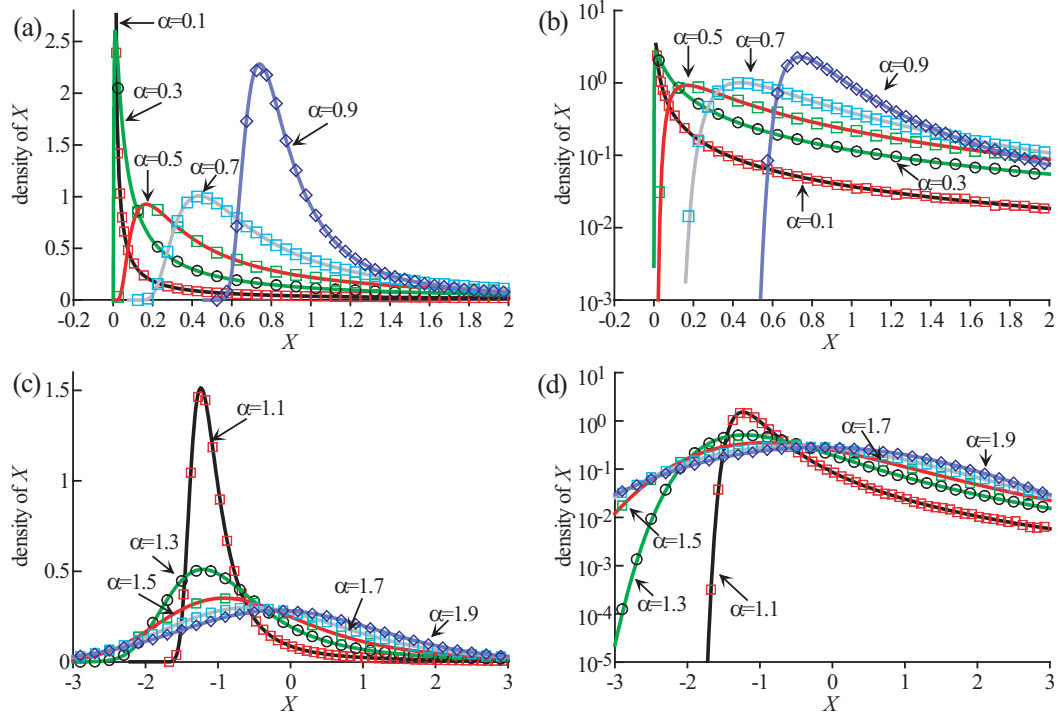 (a)
density of X
2.5
2
1.5
1
0.5
0
-0.2 0 0.2 0.4 0.6 0.8 1 1.2 1.4 1.6 1.8 2
X
α=0.1
α=0.3
α=0.5
α=0.7
α=0.9
(b)
density of X
10¹
10⁰
10⁻¹
10⁻²
10⁻³
-0.2 0 0.2 0.4 0.6 0.8 1 1.2 1.4 1.6 1.8 2
X
α=0.5
α=0.7
α=0.9
α=0.3
α=0.1
(c)
density of X
1.5
1
0.5
0
-3 -2 -1 0 1 2 3
X
α=1.1
α=1.3
α=1.5
α=1.7
α=1.9
(d)
density of X
10¹
10⁰
10⁻¹
10⁻²
10⁻³
10⁻⁴
10⁻⁵
-3 -2 -1 0 1 2 3
X
α=1.7
α=1.9
α=1.5
α=1.3
α=1.1